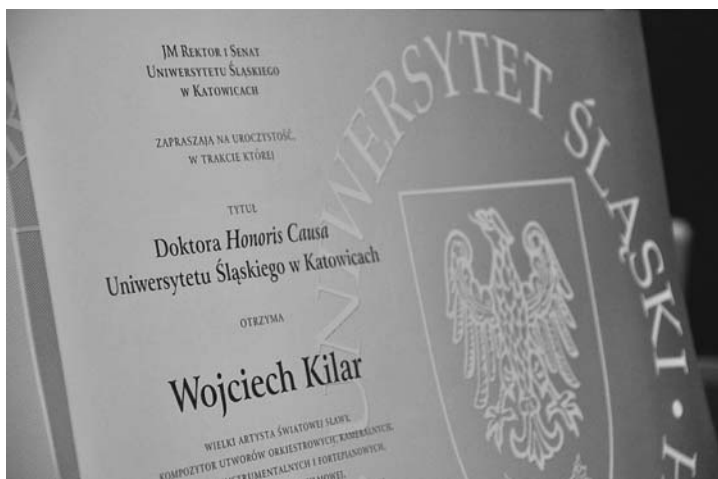 JM REKTOR I SENAT
UNIWERSYTETU ŚLĄSKIEGO
W KATOWICACH
ZAPRASZAJĄ NA UROCZYSTOŚĆ,
W TRAKCIE KTÓREJ
TYTUŁ
Doktora Honoris Causa
Uniwersytetu Śląskiego w Katowicach
OTRZYMA
Wojciech Kilar
WIELKI ARTYSTA ŚWIATOWEJ SŁAWY,
KOMPOZYTOR UTWORÓW ORKIESTROWYCH, KAMERALNYCH,
INSTRUMENTALNYCH I FORTEPIANOWYCH,
UNIWERSYTET ŚLĄSKI •